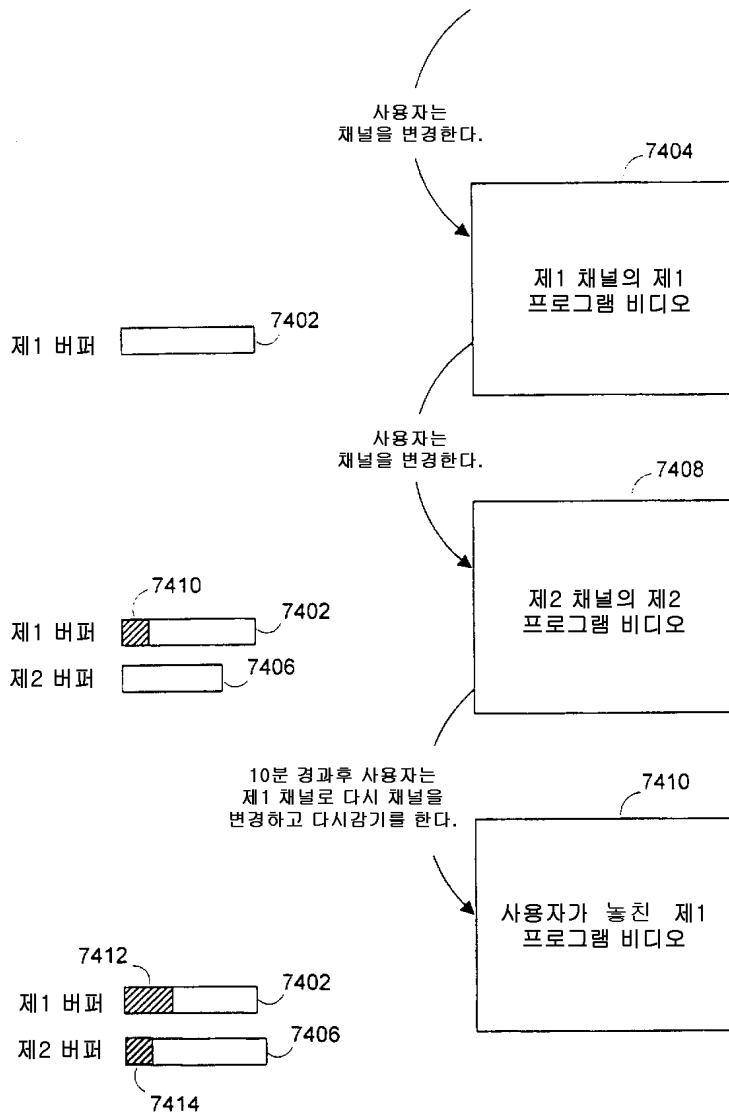 사용자는
채널을 변경한다.
7404
제1 채널의 제1
프로그램 비디오
제1 버퍼
7402
사용자는
채널을 변경한다.
7408
제2 채널의 제2
프로그램 비디오
7410
제1 버퍼
7402
제2 버퍼
7406
10분 경과후 사용자는
제1 채널로 다시 채널을
변경하고 다시감기를 한다.
7410
사용자가 놓친 제1
프로그램 비디오
7412
제1 버퍼
7402
제2 버퍼
7406
7414